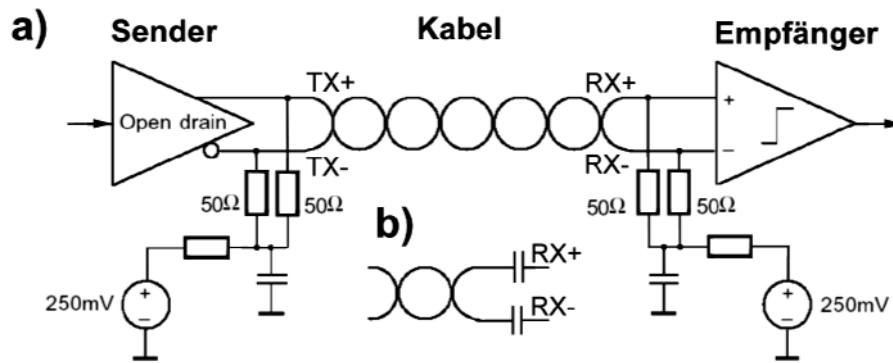 a) Sender Kabel Empfänger
TX+ RX+
Open drain + −
TX- RX-
50Ω 50Ω 50Ω 50Ω
b)
RX+
250mV + − RX- + − 250mV